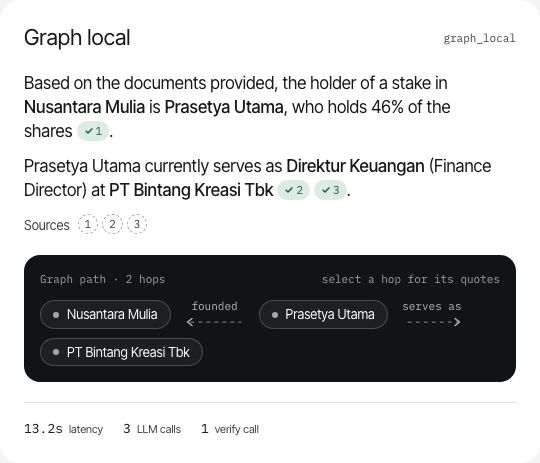 Graph local
graph_local
Based on the documents provided, the holder of a stake in
Nusantara Mulia is Prasetya Utama, who holds 46% of the
shares ✓1.
Prasetya Utama currently serves as Direktur Keuangan (Finance
Director) at PT Bintang Kreasi Tbk ✓2 ✓3.
Sources 1 2 3
Graph path · 2 hops
select a hop for its quotes
Nusantara Mulia founded Prasetya Utama serves as
PT Bintang Kreasi Tbk
13.2s latency 3 LLM calls 1 verify call